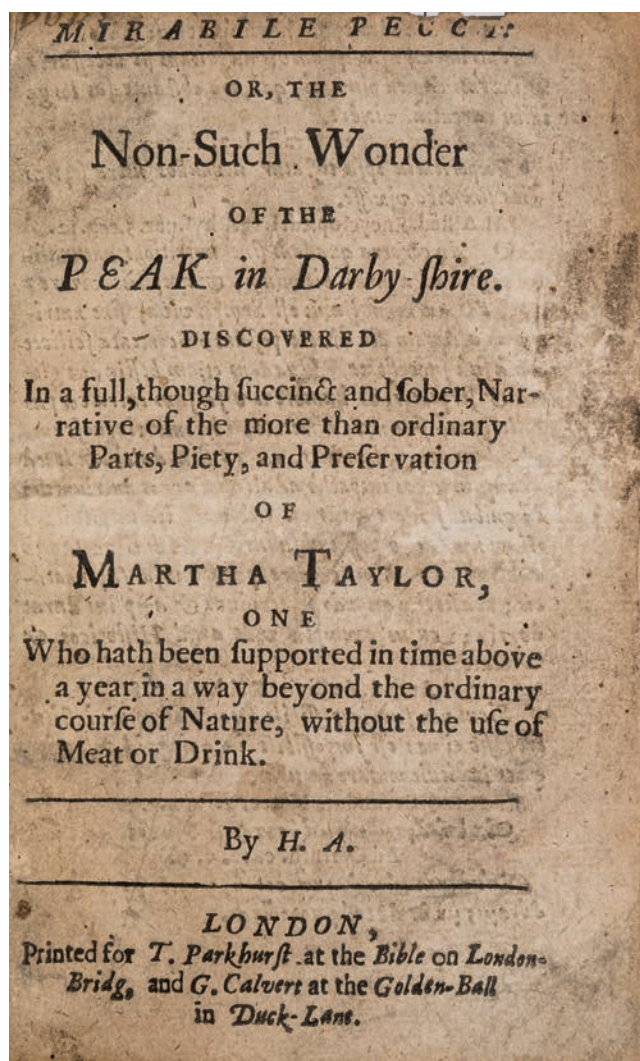 MIRABILE PECCI:
OR, THE
Non-Such Wonder
OF THE
PEAK in Darby-ſhire.
DISCOVERED
In a full, though ſuccinct and ſober, Nar-
rative of the more than ordinary
Parts, Piety, and Preſervation
OF
MARTHA TAYLOR,
ONE
Who hath been ſupported in time above
a year in a way beyond the ordinary
courſe of Nature, without the uſe of
Meat or Drink.
By H. A.
LONDON,
Printed for T. Parkhurſt at the Bible on London-
Bridg, and G. Calvert at the Golden-Ball
in Duck-Lane.